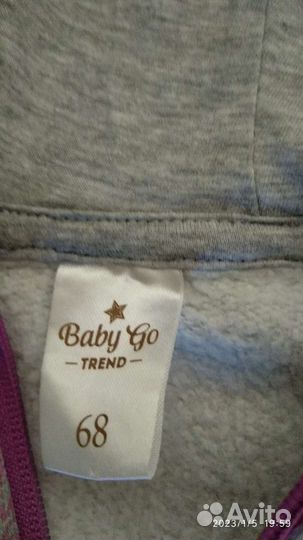 Baby Go
– TREND –
68
2023/1/5 19:59
Avito